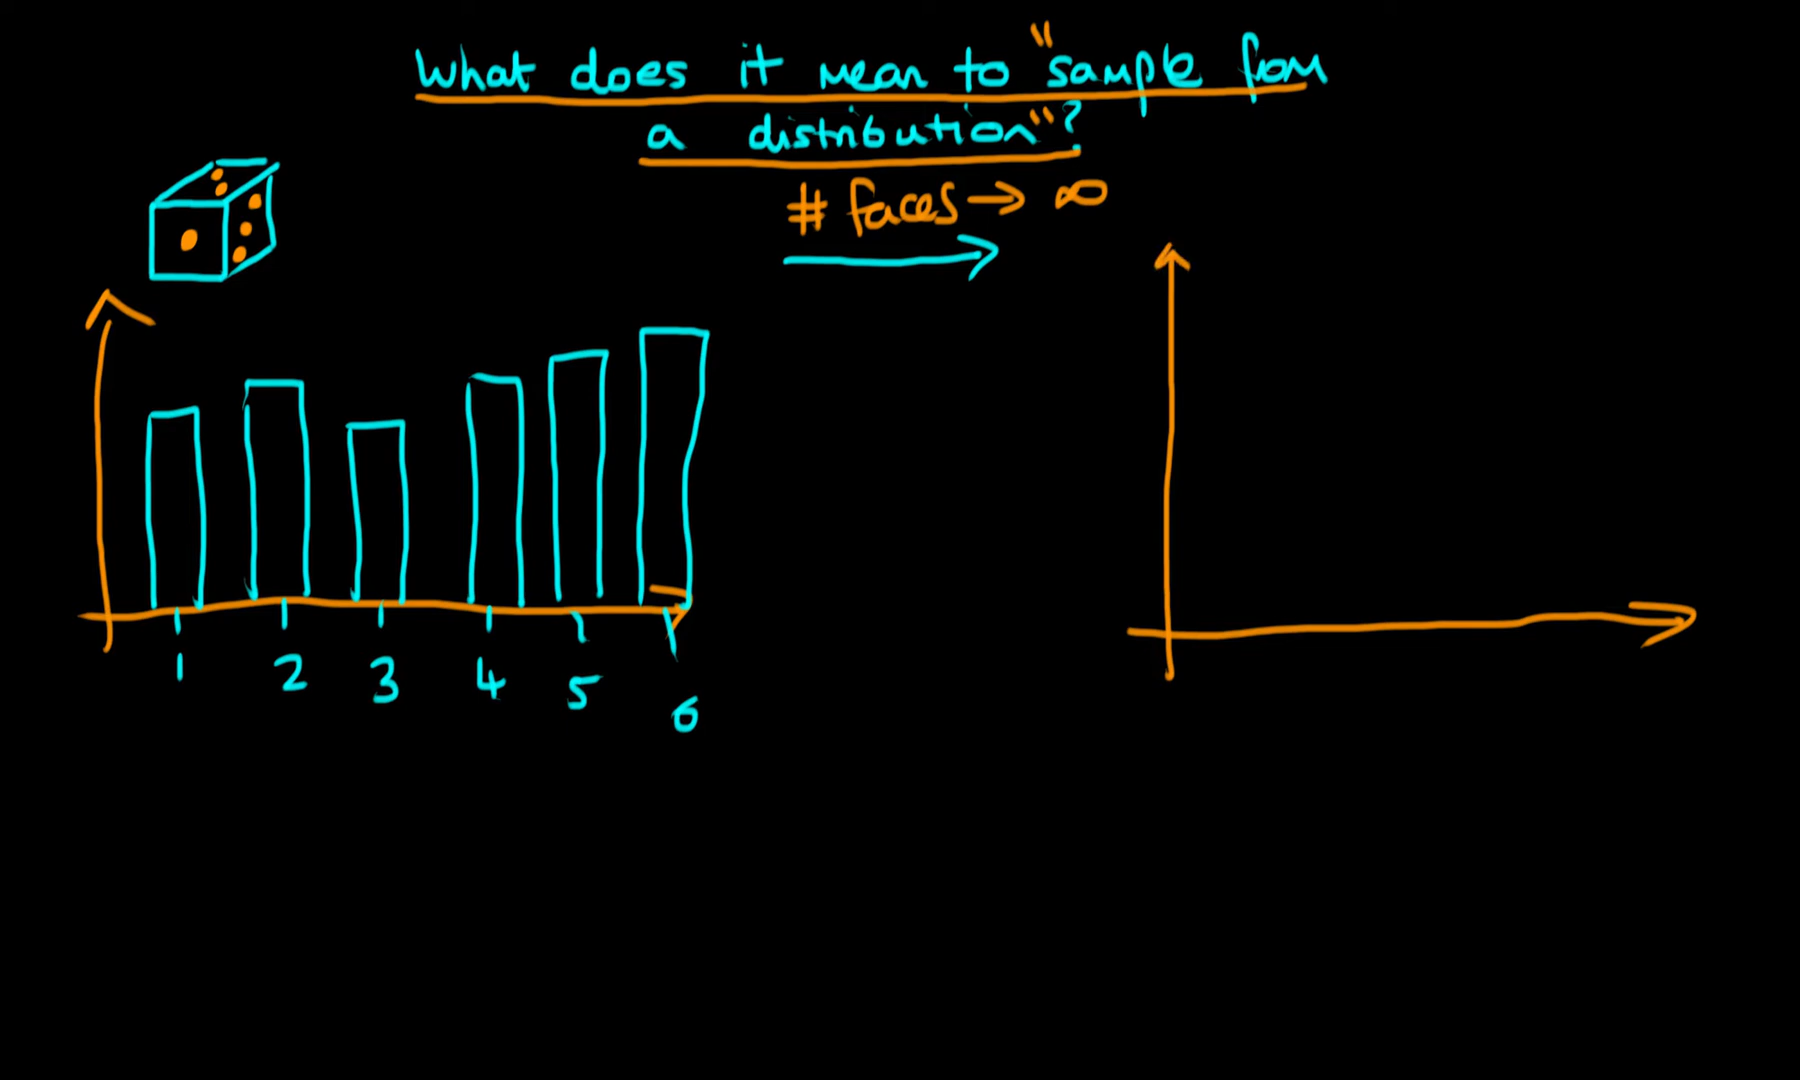 What does it mean to "sample from
a distribution"?
# faces → ∞
1 2 3 4 5 6